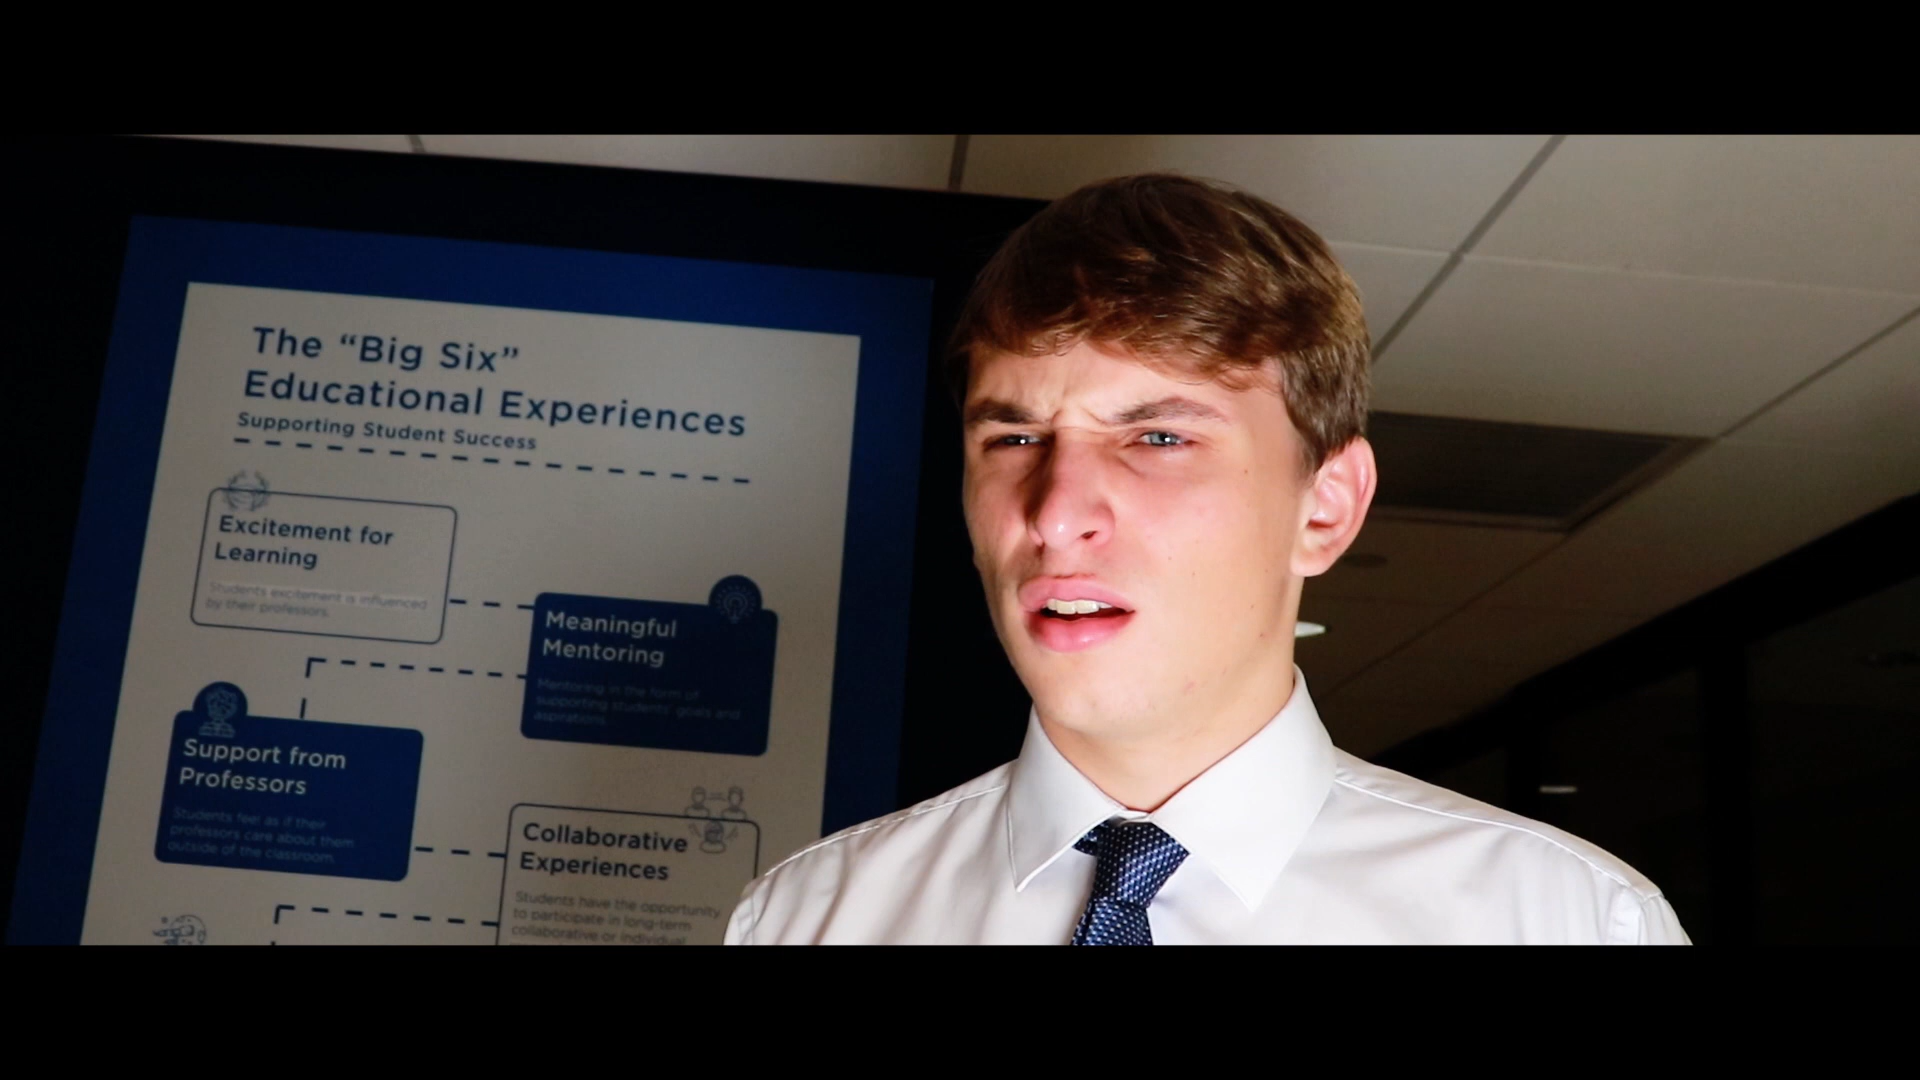 The “Big Six”
Educational Experiences
Supporting Student Success
Excitement for
Learning
Students excitement is influenced
by their professors.
Meaningful
Mentoring
Mentoring in the form of
supporting students' goals and
aspirations.
Support from
Professors
Students feel as if their
professors care about them
outside of the classroom.
Collaborative
Experiences
Students have the opportunity
to participate in long-term
collaborative or individual